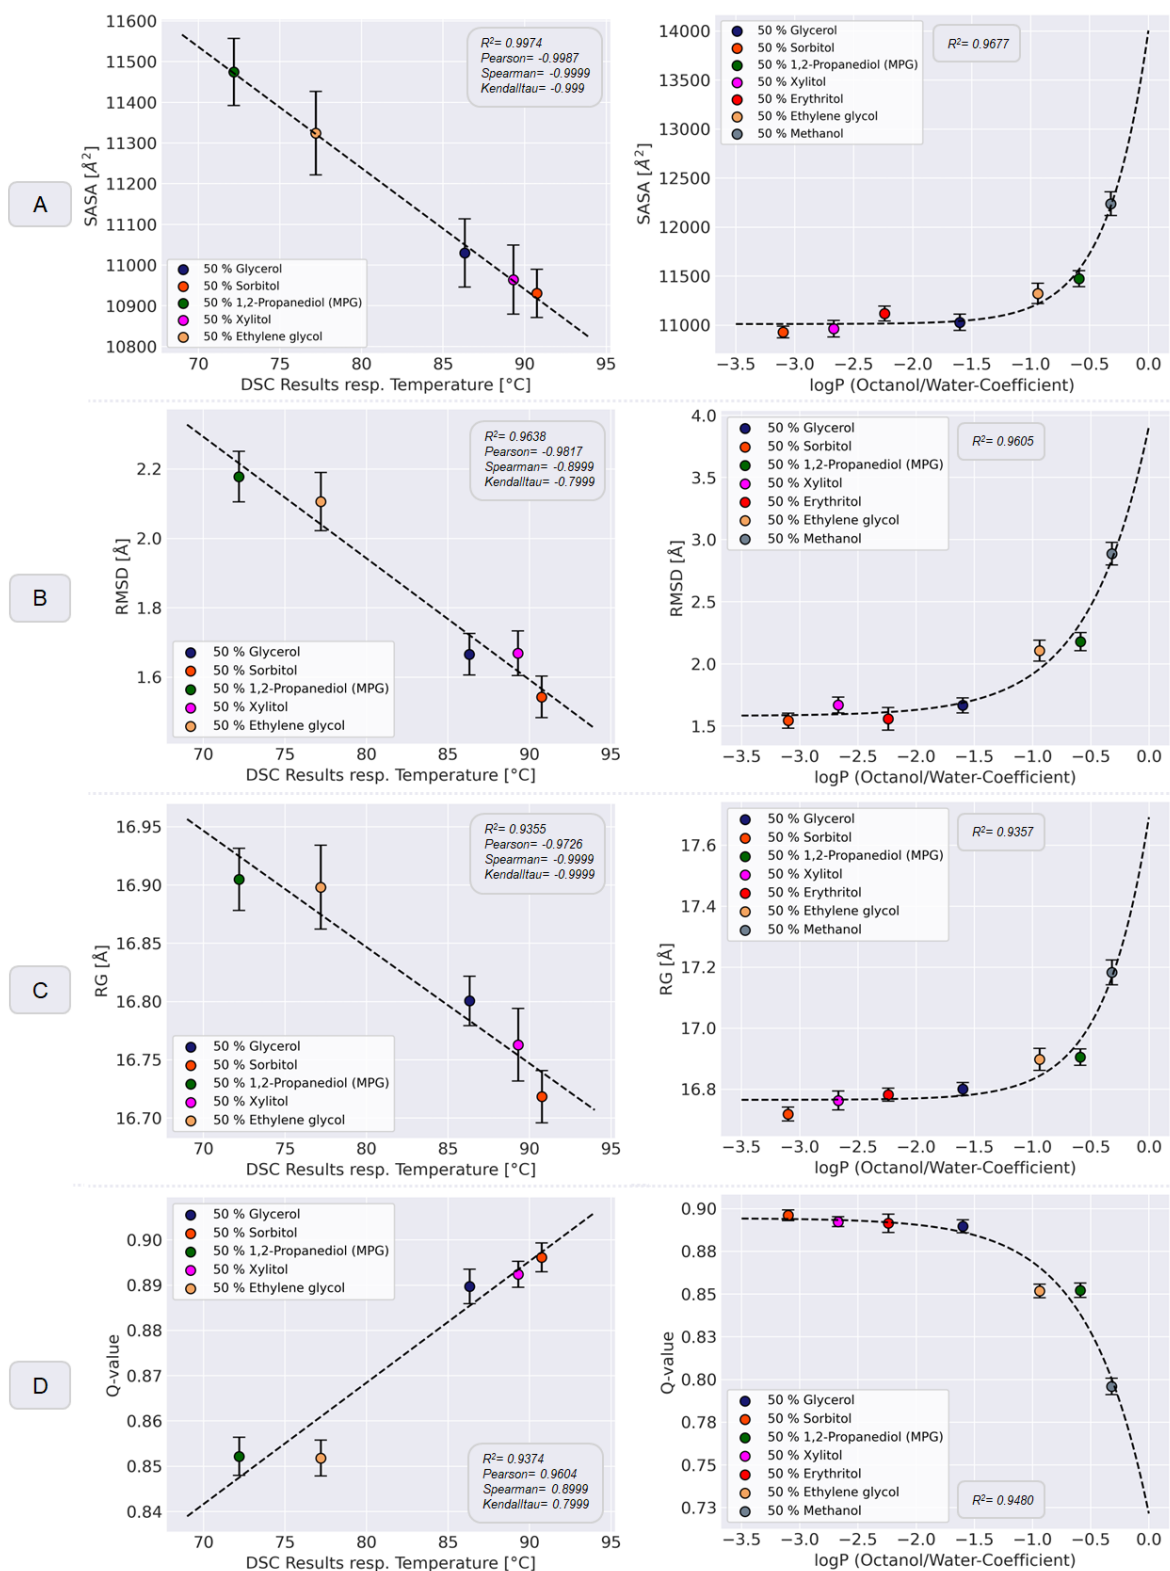 A
11600
11500
11400
11300
11200
11100
11000
10900
10800
SASA [Å²]
R²= 0.9974
Pearson= -0.9987
Spearman= -0.9999
Kendalltau= -0.999
50 % Glycerol
50 % Sorbitol
50 % 1,2-Propanediol (MPG)
50 % Xylitol
50 % Ethylene glycol
70 75 80 85 90 95
DSC Results resp. Temperature [°C]
14000
13500
13000
12500
12000
11500
11000
SASA [Å²]
50 % Glycerol
50 % Sorbitol
50 % 1,2-Propanediol (MPG)
50 % Xylitol
50 % Erythritol
50 % Ethylene glycol
50 % Methanol
R²= 0.9677
−3.5 −3.0 −2.5 −2.0 −1.5 −1.0 −0.5 0.0
logP (Octanol/Water-Coefficient)
B
2.2
2.0
1.8
1.6
RMSD [Å]
R²= 0.9638
Pearson= -0.9817
Spearman= -0.8999
Kendalltau= -0.7999
50 % Glycerol
50 % Sorbitol
50 % 1,2-Propanediol (MPG)
50 % Xylitol
50 % Ethylene glycol
70 75 80 85 90 95
DSC Results resp. Temperature [°C]
4.0
3.5
3.0
2.5
2.0
1.5
RMSD [Å]
50 % Glycerol
50 % Sorbitol
50 % 1,2-Propanediol (MPG)
50 % Xylitol
50 % Erythritol
50 % Ethylene glycol
50 % Methanol
R²= 0.9605
−3.5 −3.0 −2.5 −2.0 −1.5 −1.0 −0.5 0.0
logP (Octanol/Water-Coefficient)
C
16.95
16.90
16.85
16.80
16.75
16.70
RG [Å]
R²= 0.9355
Pearson= -0.9726
Spearman= -0.9999
Kendalltau= -0.9999
50 % Glycerol
50 % Sorbitol
50 % 1,2-Propanediol (MPG)
50 % Xylitol
50 % Ethylene glycol
70 75 80 85 90 95
DSC Results resp. Temperature [°C]
17.6
17.4
17.2
17.0
16.8
RG [Å]
50 % Glycerol
50 % Sorbitol
50 % 1,2-Propanediol (MPG)
50 % Xylitol
50 % Erythritol
50 % Ethylene glycol
50 % Methanol
R²= 0.9357
−3.5 −3.0 −2.5 −2.0 −1.5 −1.0 −0.5 0.0
logP (Octanol/Water-Coefficient)
D
0.90
0.89
0.88
0.87
0.86
0.85
0.84
Q-value
50 % Glycerol
50 % Sorbitol
50 % 1,2-Propanediol (MPG)
50 % Xylitol
50 % Ethylene glycol
R²= 0.9374
Pearson= 0.9604
Spearman= 0.8999
Kendalltau= 0.7999
70 75 80 85 90 95
DSC Results resp. Temperature [°C]
0.90
0.88
0.85
0.83
0.80
0.78
0.75
0.73
Q-value
50 % Glycerol
50 % Sorbitol
50 % 1,2-Propanediol (MPG)
50 % Xylitol
50 % Erythritol
50 % Ethylene glycol
50 % Methanol
R²= 0.9480
−3.5 −3.0 −2.5 −2.0 −1.5 −1.0 −0.5 0.0
logP (Octanol/Water-Coefficient)